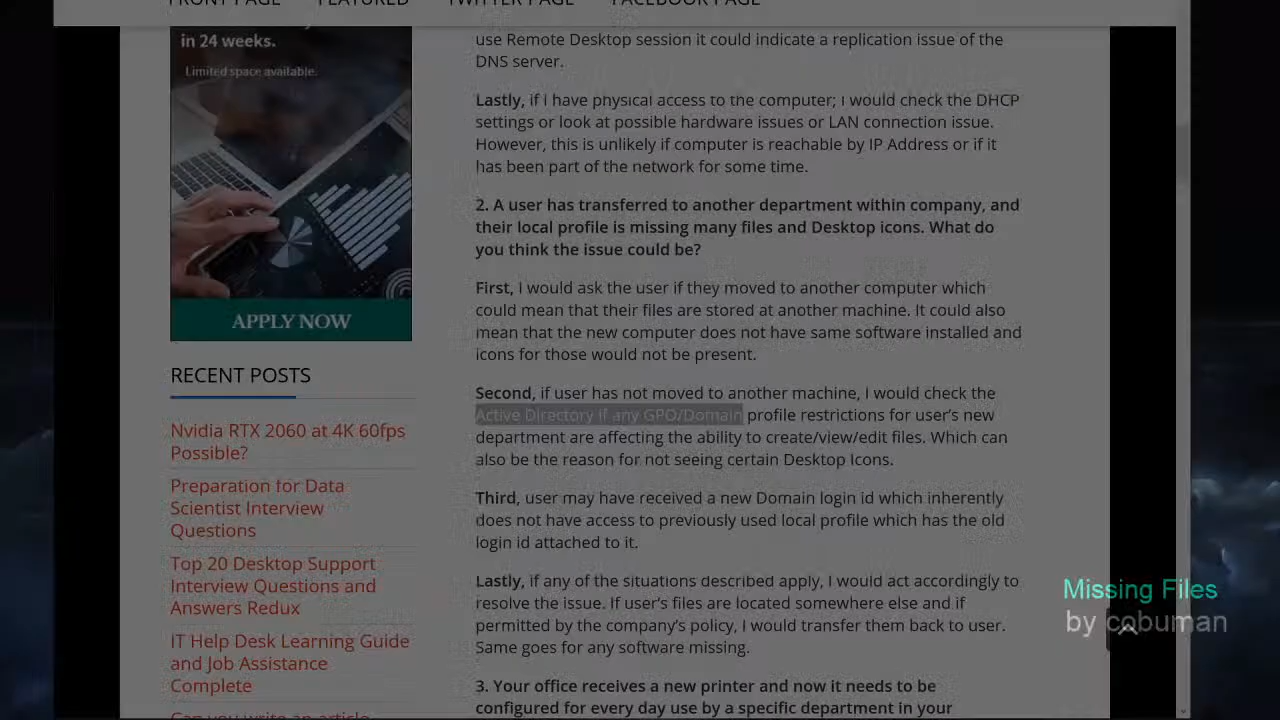 FRONT PAGE FEATURED TWITTER PAGE FACEBOOK PAGE
in 24 weeks.
Limited space available.
APPLY NOW
RECENT POSTS
Nvidia RTX 2060 at 4K 60fps
Possible?
Preparation for Data
Scientist Interview
Questions
Top 20 Desktop Support
Interview Questions and
Answers Redux
IT Help Desk Learning Guide
and Job Assistance
Complete
Can you write an article
use Remote Desktop session it could indicate a replication issue of the
DNS server.
Lastly, if I have physical access to the computer; I would check the DHCP
settings or look at possible hardware issues or LAN connection issue.
However, this is unlikely if computer is reachable by IP Address or if it
has been part of the network for some time.
2. A user has transferred to another department within company, and
their local profile is missing many files and Desktop icons. What do
you think the issue could be?
First, I would ask the user if they moved to another computer which
could mean that their files are stored at another machine. It could also
mean that the new computer does not have same software installed and
icons for those would not be present.
Second, if user has not moved to another machine, I would check the
Active Directory if any GPO/Domain profile restrictions for user's new
department are affecting the ability to create/view/edit files. Which can
also be the reason for not seeing certain Desktop Icons.
Third, user may have received a new Domain login id which inherently
does not have access to previously used local profile which has the old
login id attached to it.
Lastly, if any of the situations described apply, I would act accordingly to
resolve the issue. If user's files are located somewhere else and if
permitted by the company's policy, I would transfer them back to user.
Same goes for any software missing.
3. Your office receives a new printer and now it needs to be
configured for every day use by a specific department in your
Missing Files
by cobuman